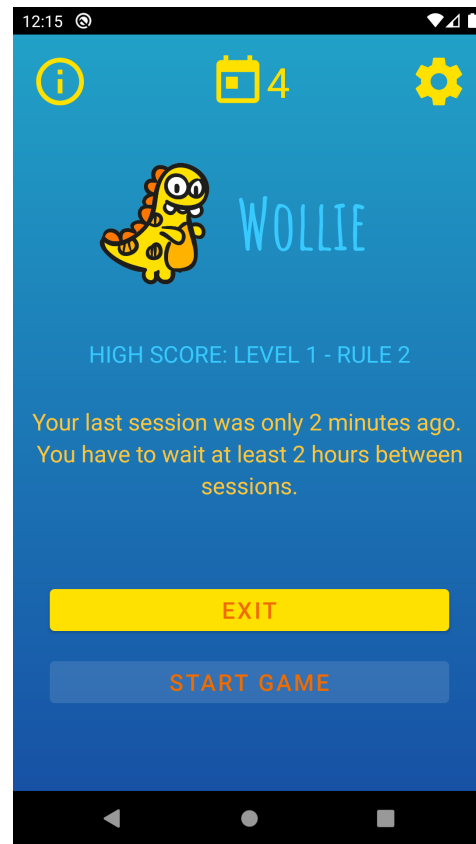 12:15
4
WOLLIE
HIGH SCORE: LEVEL 1 - RULE 2
Your last session was only 2 minutes ago.
You have to wait at least 2 hours between
sessions.
EXIT
START GAME